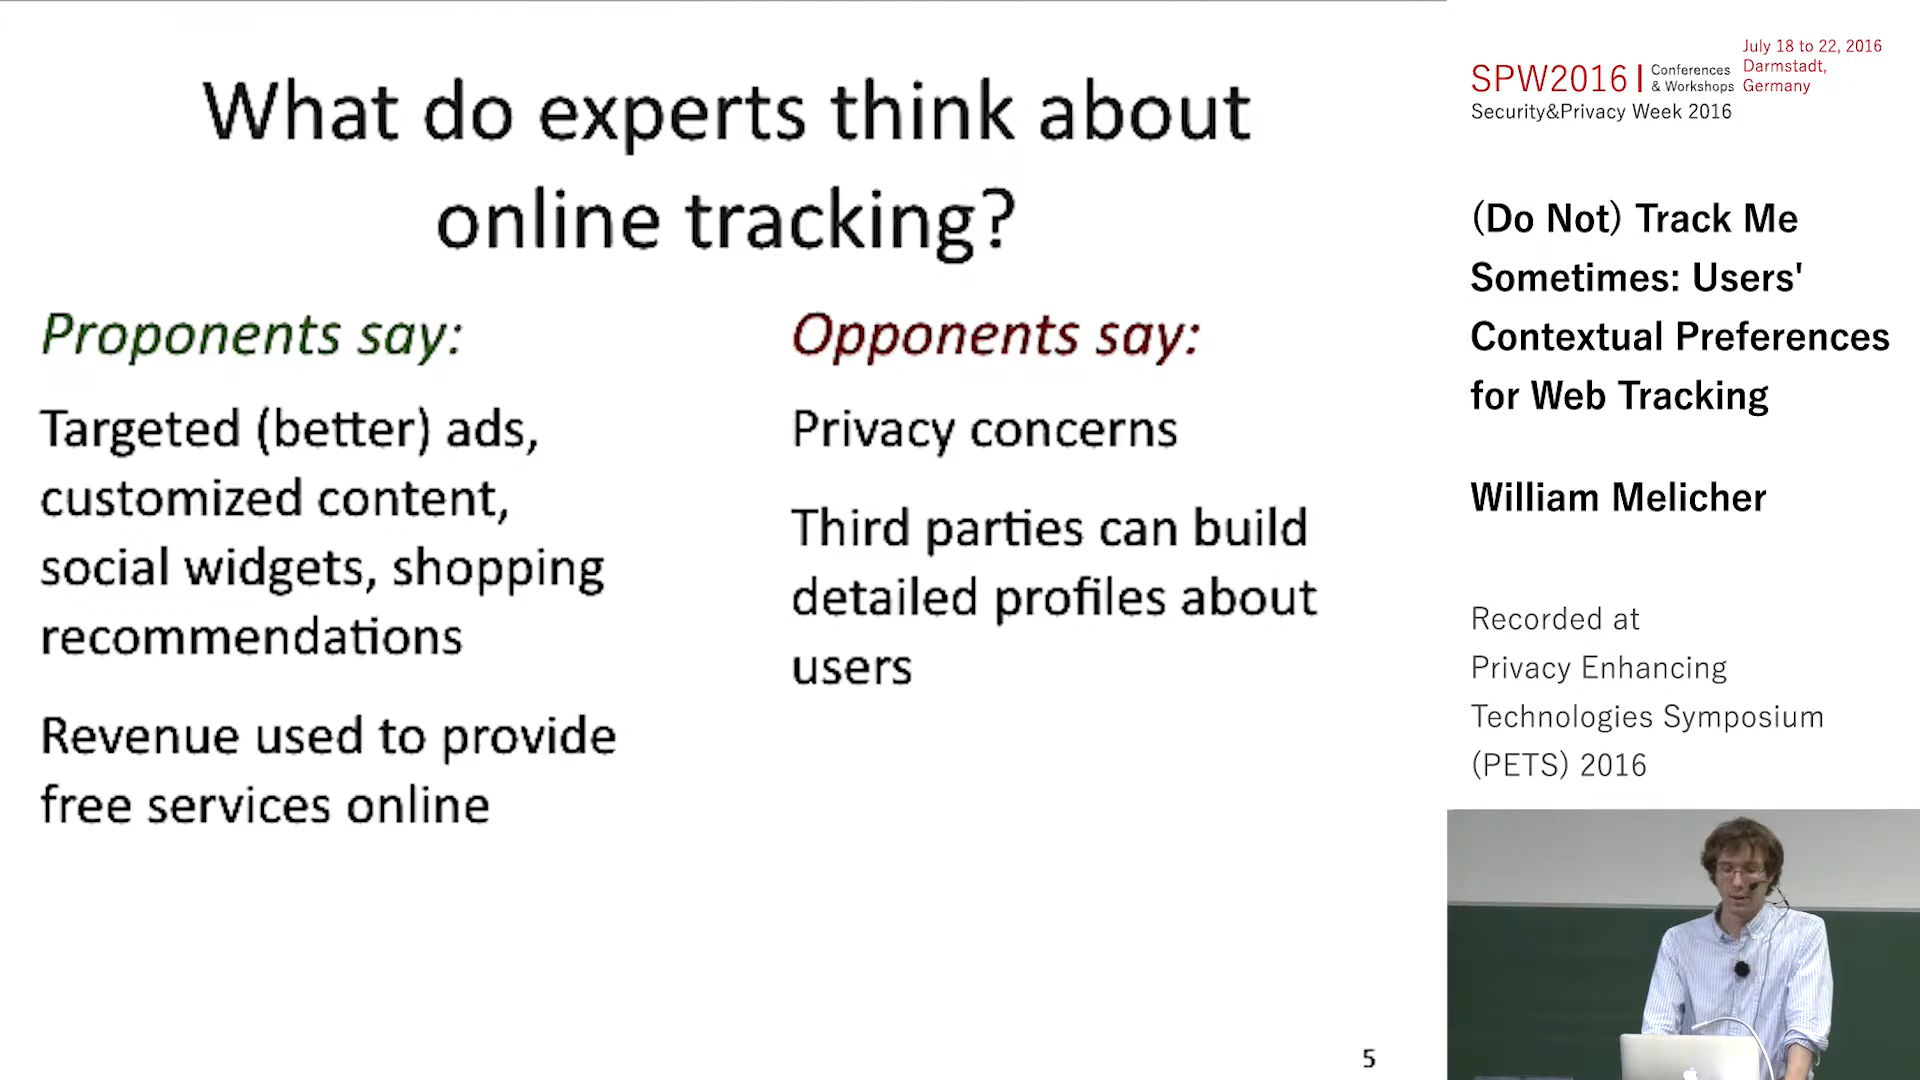 What do experts think about
online tracking?
Proponents say:
Targeted (better) ads,
customized content,
social widgets, shopping
recommendations
Revenue used to provide
free services online
Opponents say:
Privacy concerns
Third parties can build
detailed profiles about
users
5
SPW2016 | Conferences
& Workshops
July 18 to 22, 2016
Darmstadt,
Germany
Security&Privacy Week 2016
(Do Not) Track Me
Sometimes: Users'
Contextual Preferences
for Web Tracking
William Melicher
Recorded at
Privacy Enhancing
Technologies Symposium
(PETS) 2016